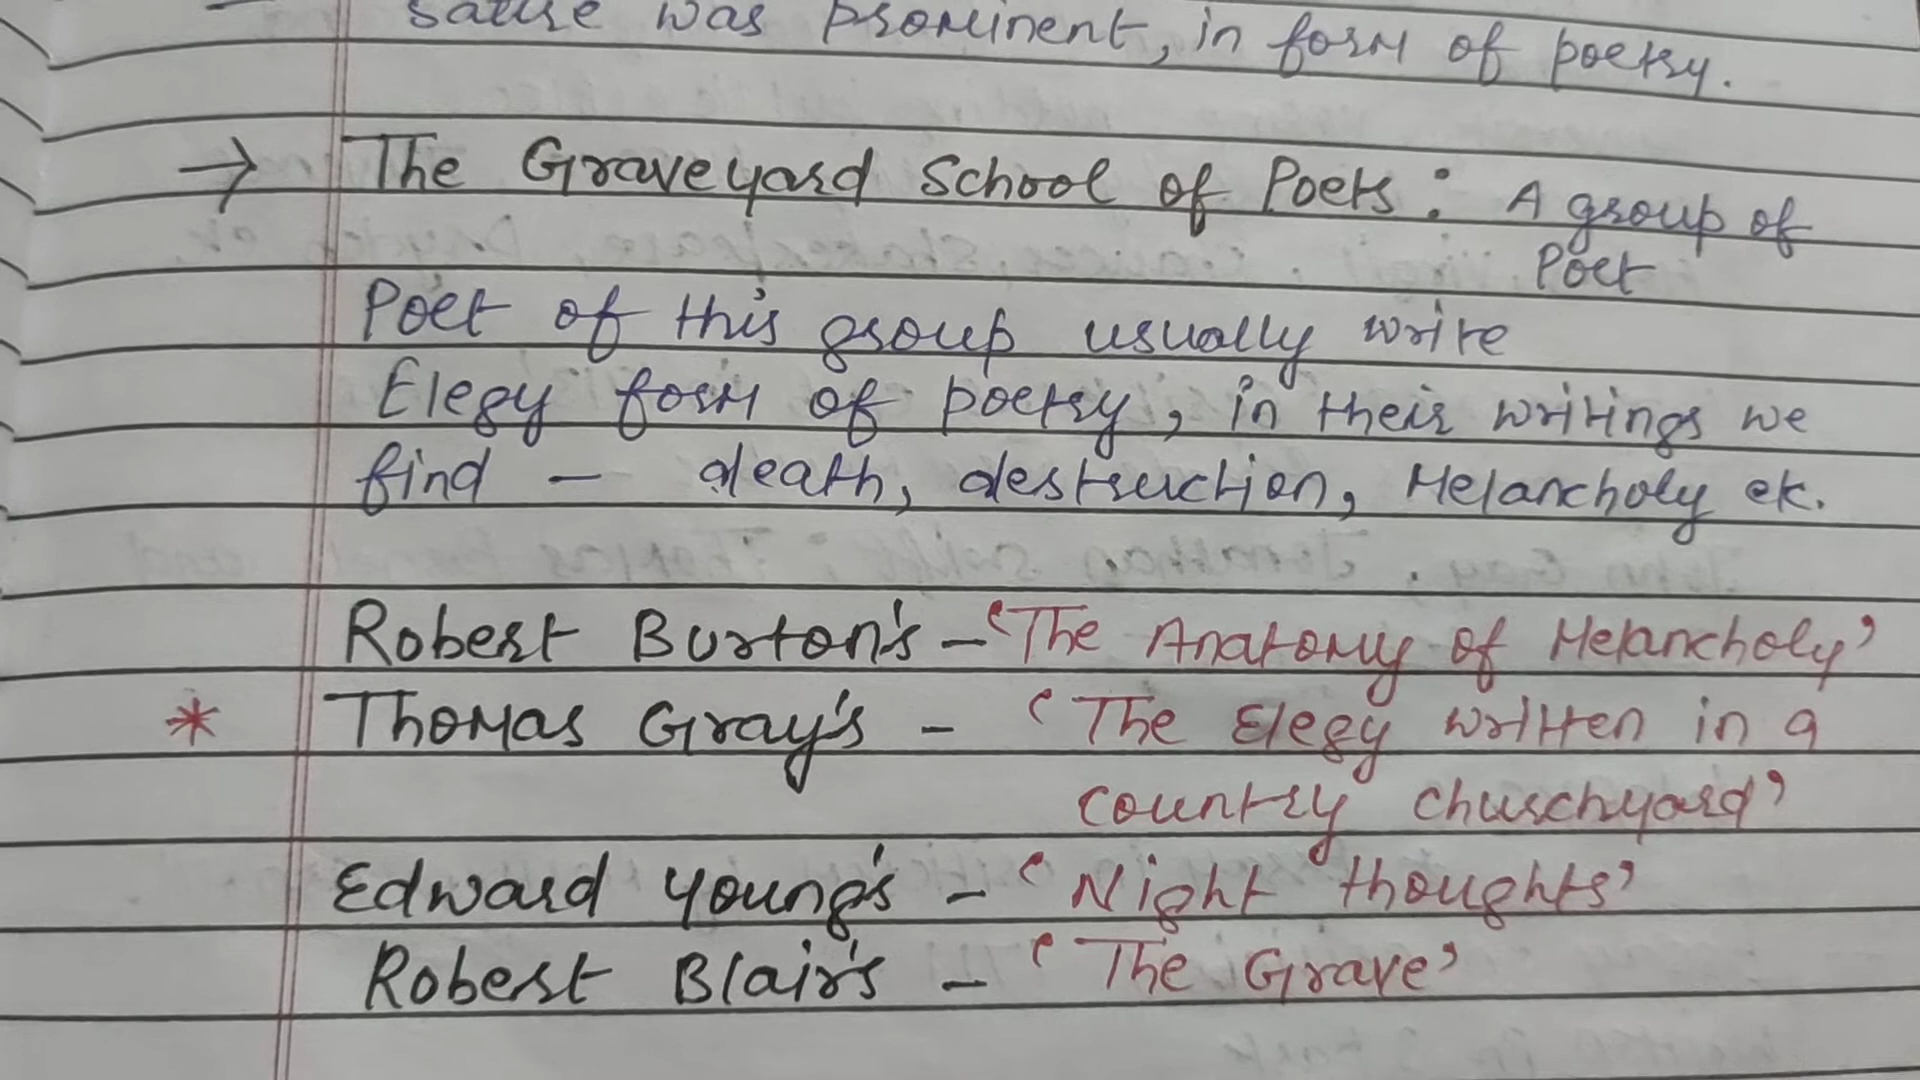 satire was prominent, in form of poetry.
→ The Graveyard School of Poets : A group of
Poet
Poet of this group usually write
Elegy form of poetry, in their writings we
find – death, destruction, Melancholy etc.
Robert Burton's – 'The Anatomy of Melancholy'
* Thomas Gray's – 'The Elegy written in a
country churchyard'
Edward Young's – 'Night thoughts'
Robert Blair's – 'The Grave'